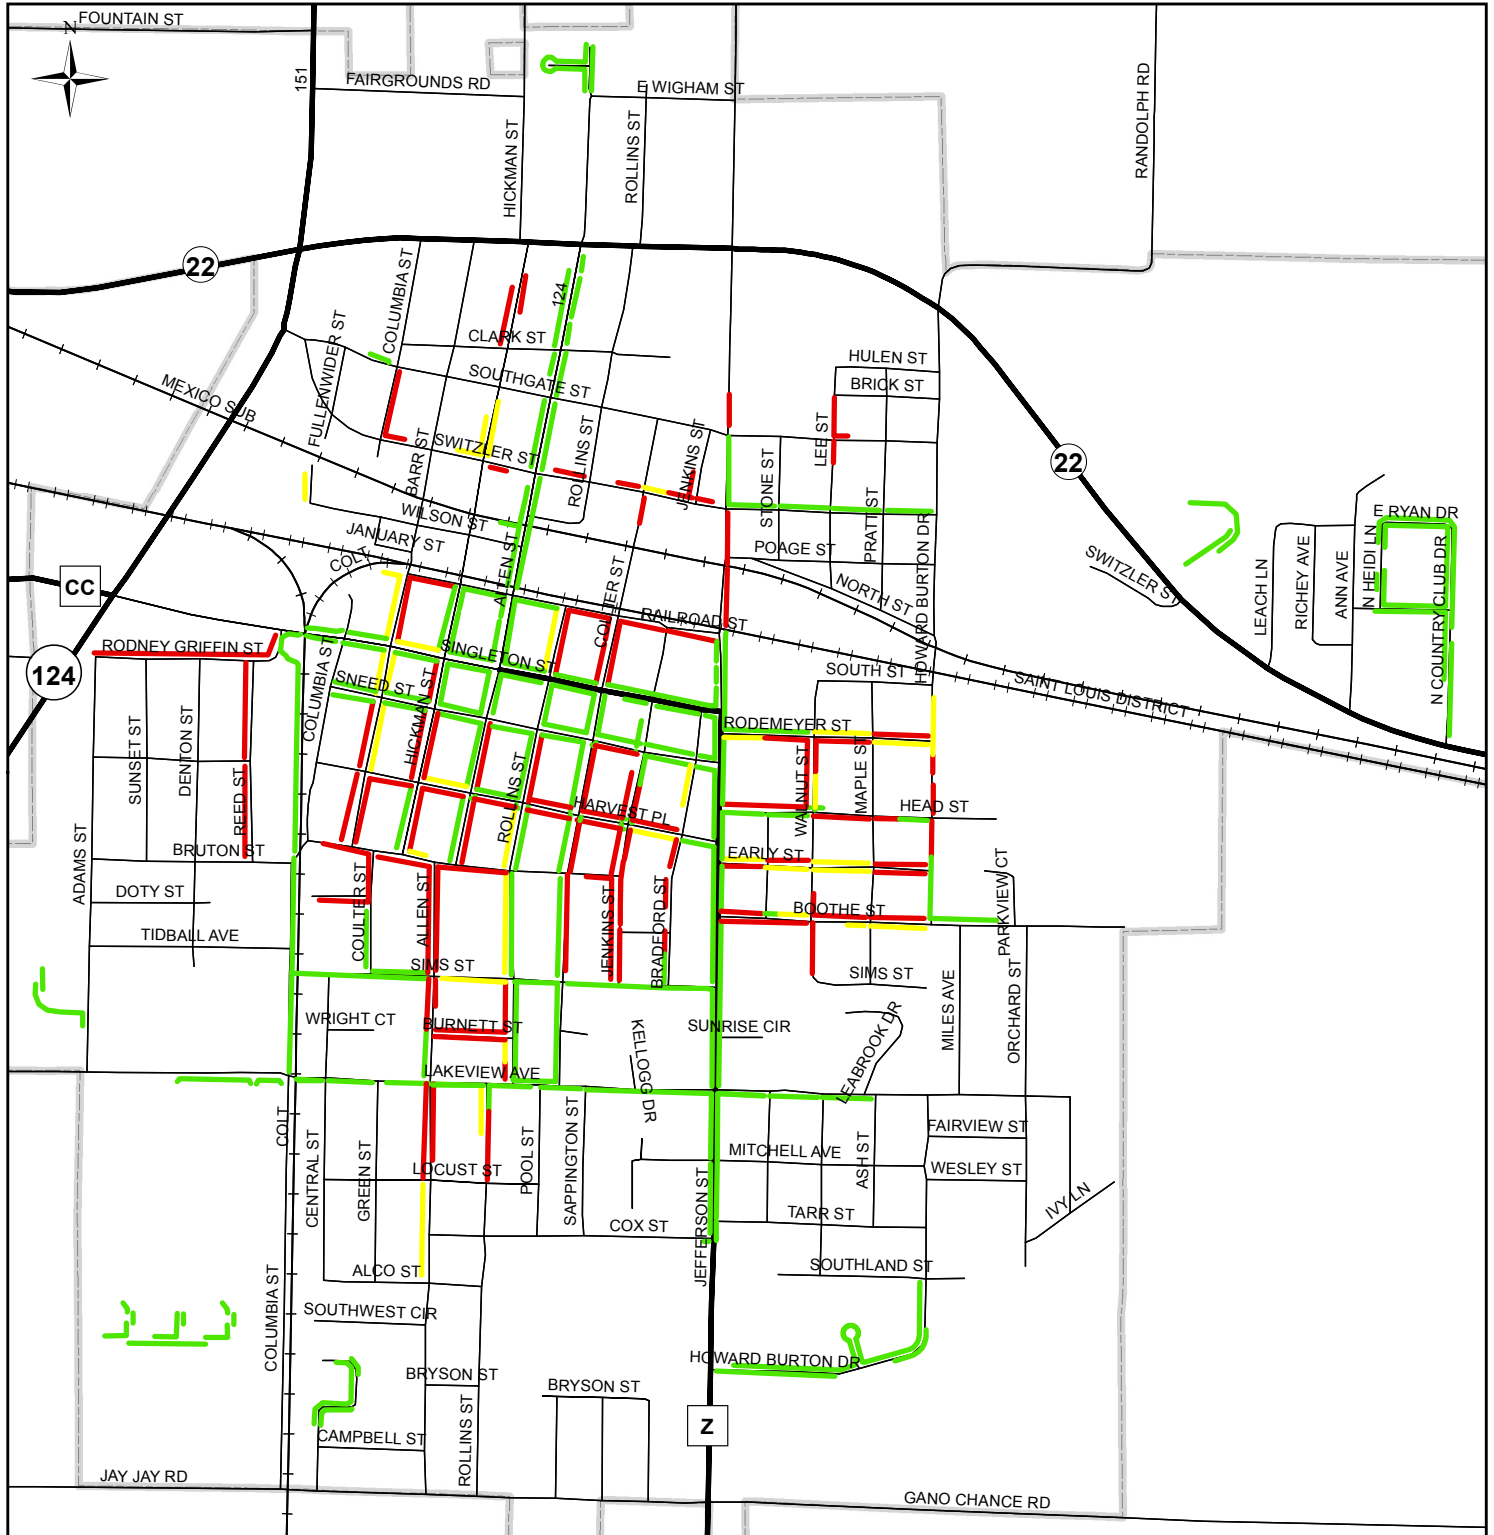 FOUNTAIN ST
N
151
FAIRGROUNDS RD
E WIGHAM ST
HICKMAN ST
ROLLINS ST
RANDOLPH RD
22
COLUMBIA ST
124
CLARK ST
FULLENWIDER ST
SOUTHGATE ST
HULEN ST
BRICK ST
MEXICO SUB
LEE ST
SWITZLER ST
BARR ST
ROLLINS ST
JENKINS ST
STONE ST
22
WILSON ST
JANUARY ST
PRATT ST
E RYAN DR
COLT
ALLEN ST
POAGE ST
NORTH ST
HOWARD BURTON DR
SWITZLER ST
LEACH LN
RICHEY AVE
ANN AVE
N HEIDI LN
N COUNTRY CLUB DR
CC
RAILROAD ST
RODNEY GRIFFIN ST
SINGLETON ST
124
COLUMBIA ST
SNEED ST
HICKMAN ST
SOUTH ST
SAINT LOUIS DISTRICT
RODEMEYER ST
SUNSET ST
DENTON ST
REED ST
ROLLINS ST
WALNUT ST
MAPLE ST
HARVEST PL
HEAD ST
ADAMS ST
BRUTON ST
EARLY ST
DOTY ST
COULTER ST
ALLEN ST
JENKINS ST
BRADFORD ST
BOOTHE ST
PARKVIEW CT
TIDBALL AVE
SIMS ST
SIMS ST
MILES AVE
ORCHARD ST
WRIGHT CT
BURNETT ST
KELLOGG DR
SUNRISE CIR
LEABROOK DR
LAKEVIEW AVE
COLT
CENTRAL ST
GREEN ST
LOCUST ST
POOL ST
SAPPINGTON ST
FAIRVIEW ST
MITCHELL AVE
ASH ST
WESLEY ST
IVY LN
COX ST
JEFFERSON ST
TARR ST
ALCO ST
SOUTHLAND ST
COLUMBIA ST
SOUTHWEST CIR
HOWARD BURTON DR
BRYSON ST
BRYSON ST
ROLLINS ST
Z
CAMPBELL ST
JAY JAY RD
GANO CHANCE RD